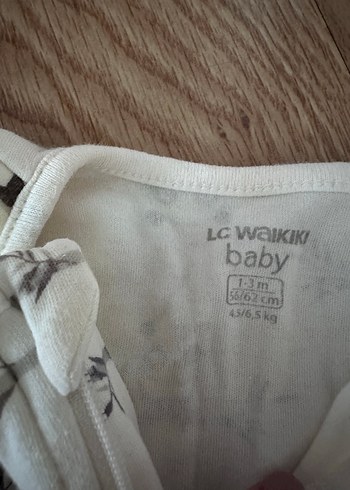 LC WAIKIKI
baby
1-3 m
56/62 cm
4,5/6,5 kg